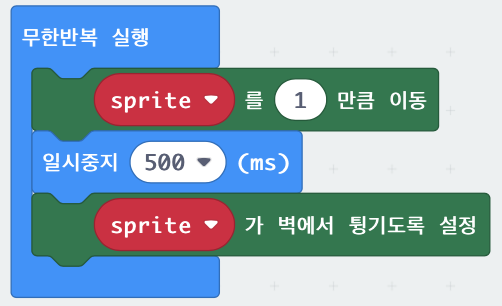 무한반복 실행
sprite 를 1 만큼 이동
일시중지 500 (ms)
sprite 가 벽에서 튕기도록 설정